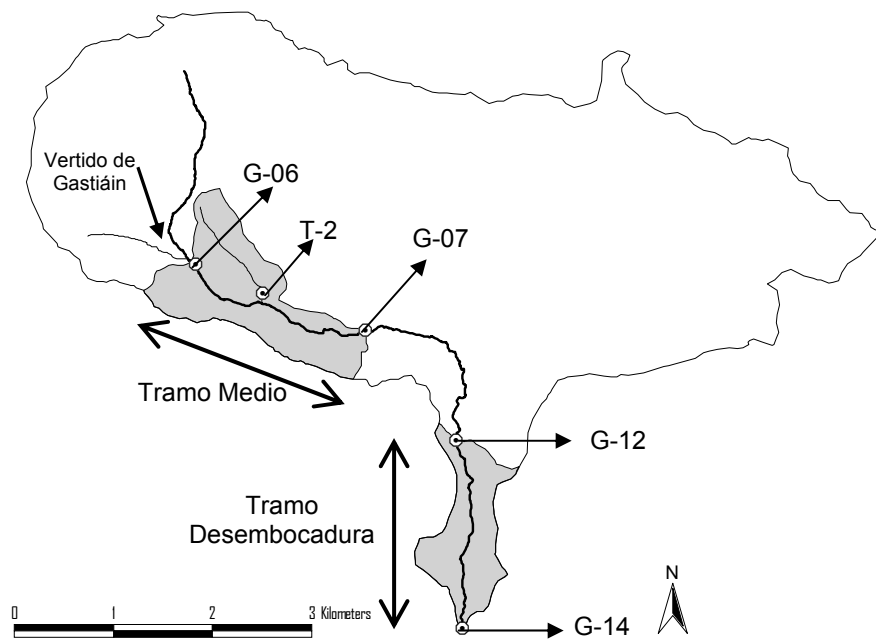 Vertido de
Gastiáin
G-06
T-2
G-07
Tramo Medio
G-12
Tramo
Desembocadura
N
0 1 2 3 Kilometers
G-14